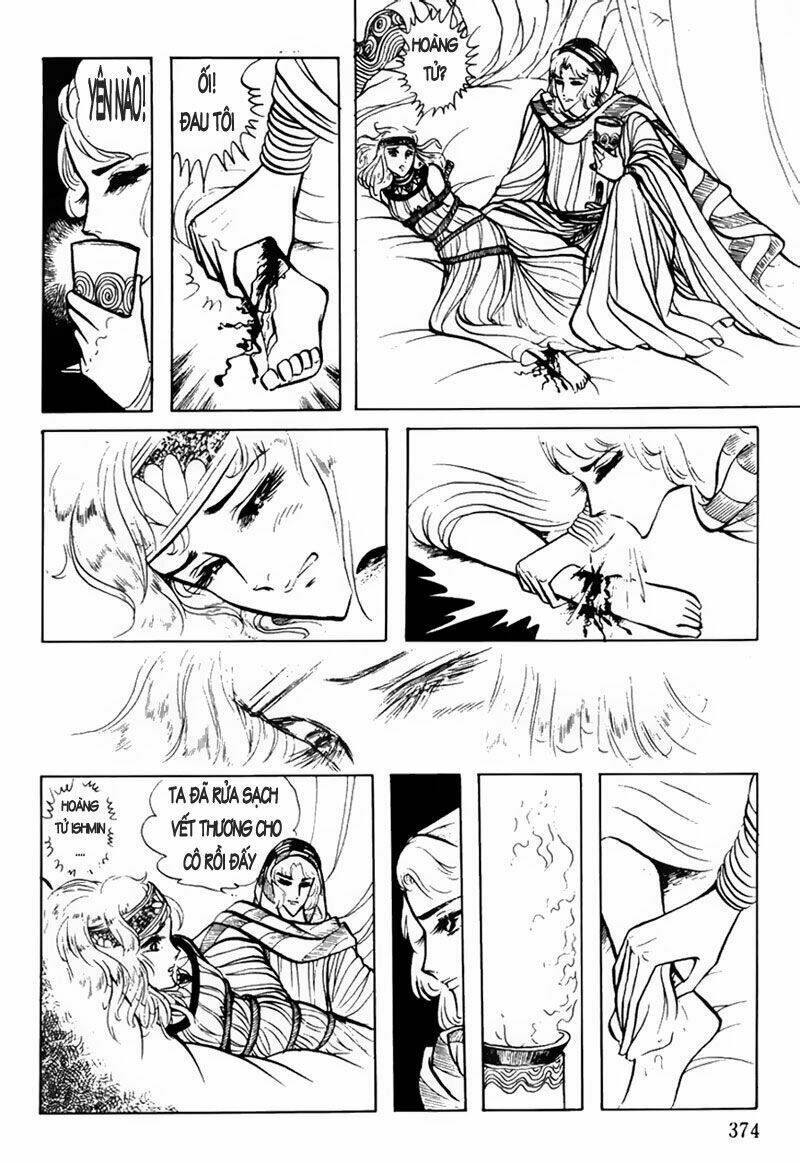 HOÀNG
TỬ?
ỐI!
ĐAU TÔI
YÊN NÀO!
HOÀNG
TỬ ISHMIN
....
TA ĐÃ RỬA SẠCH
VẾT THƯƠNG CHO
CÔ RỒI ĐẤY
374